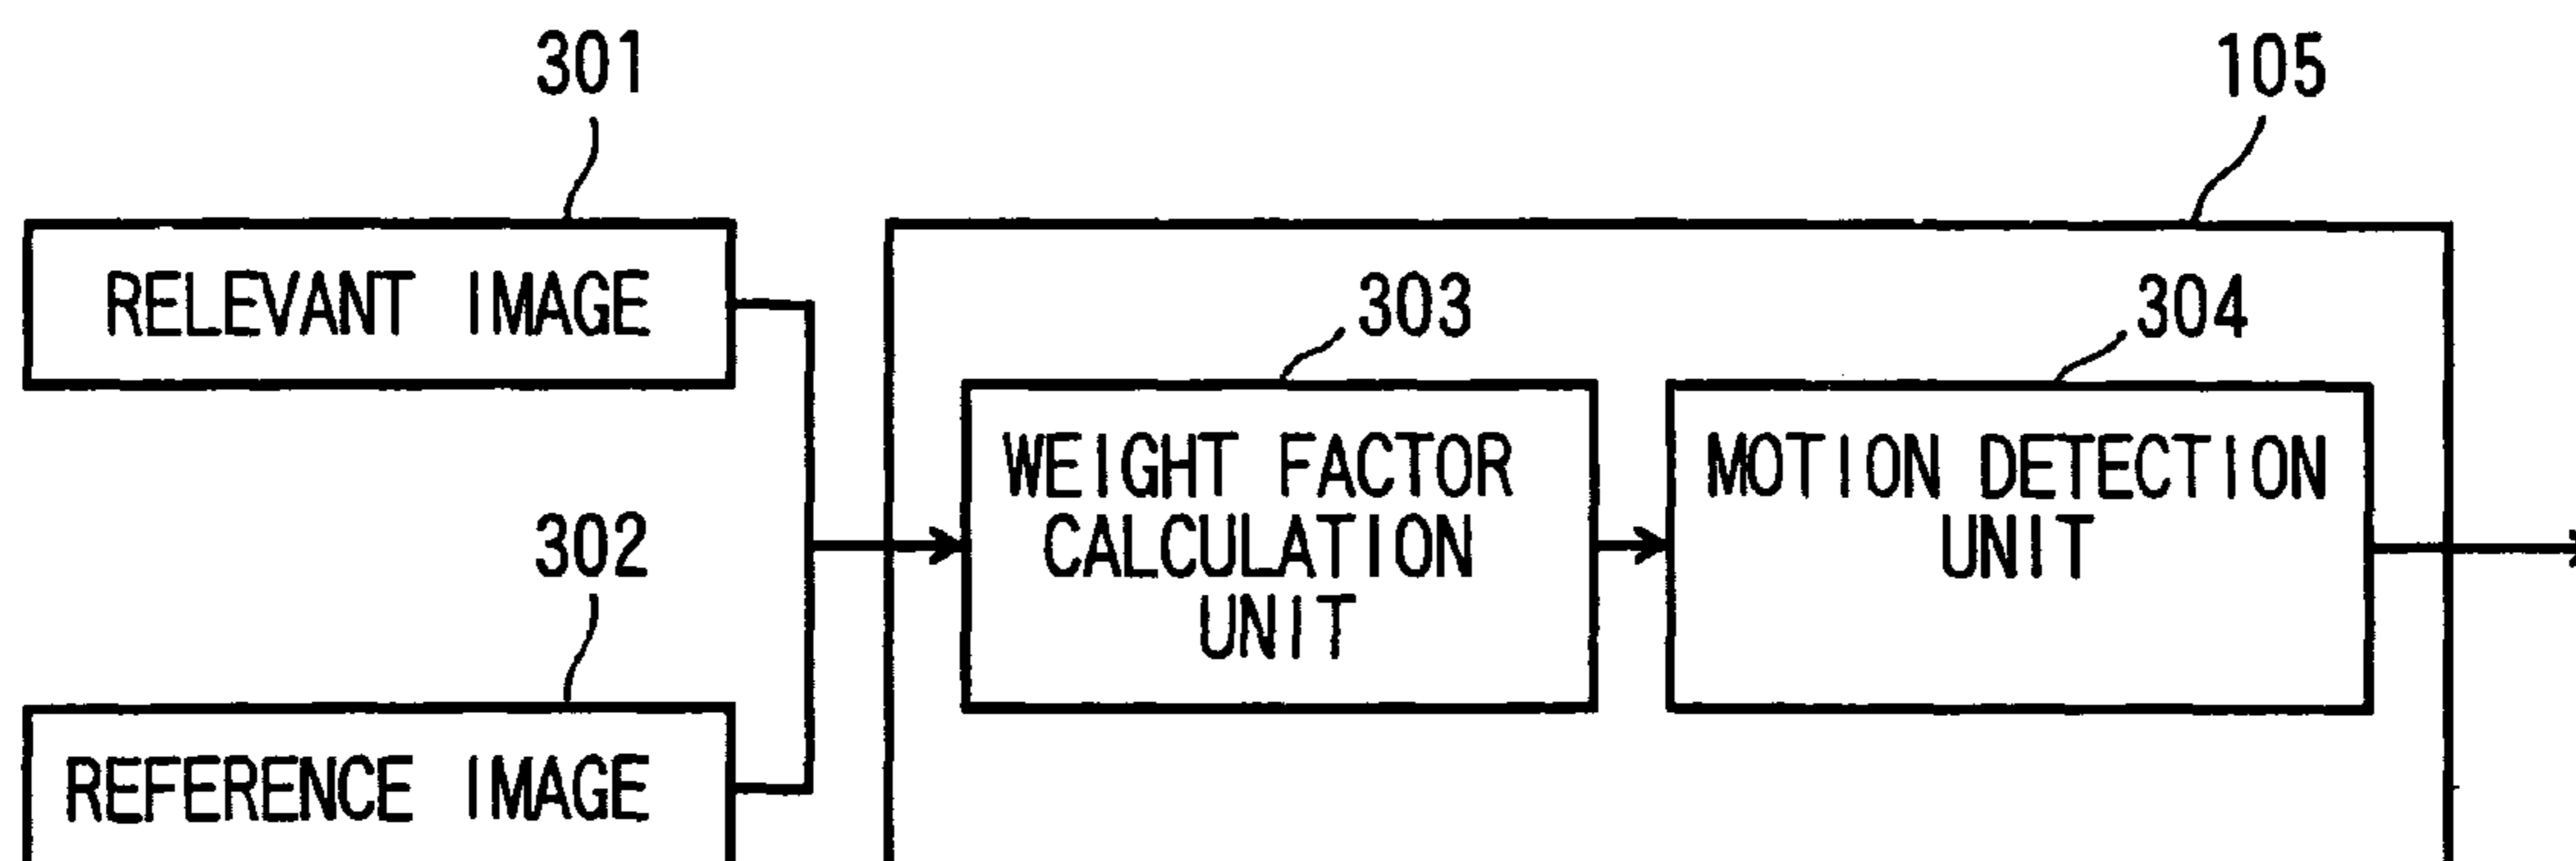 301
105
RELEVANT IMAGE
303
304
WEIGHT FACTOR
CALCULATION
UNIT
MOTION DETECTION
UNIT
302
REFERENCE IMAGE